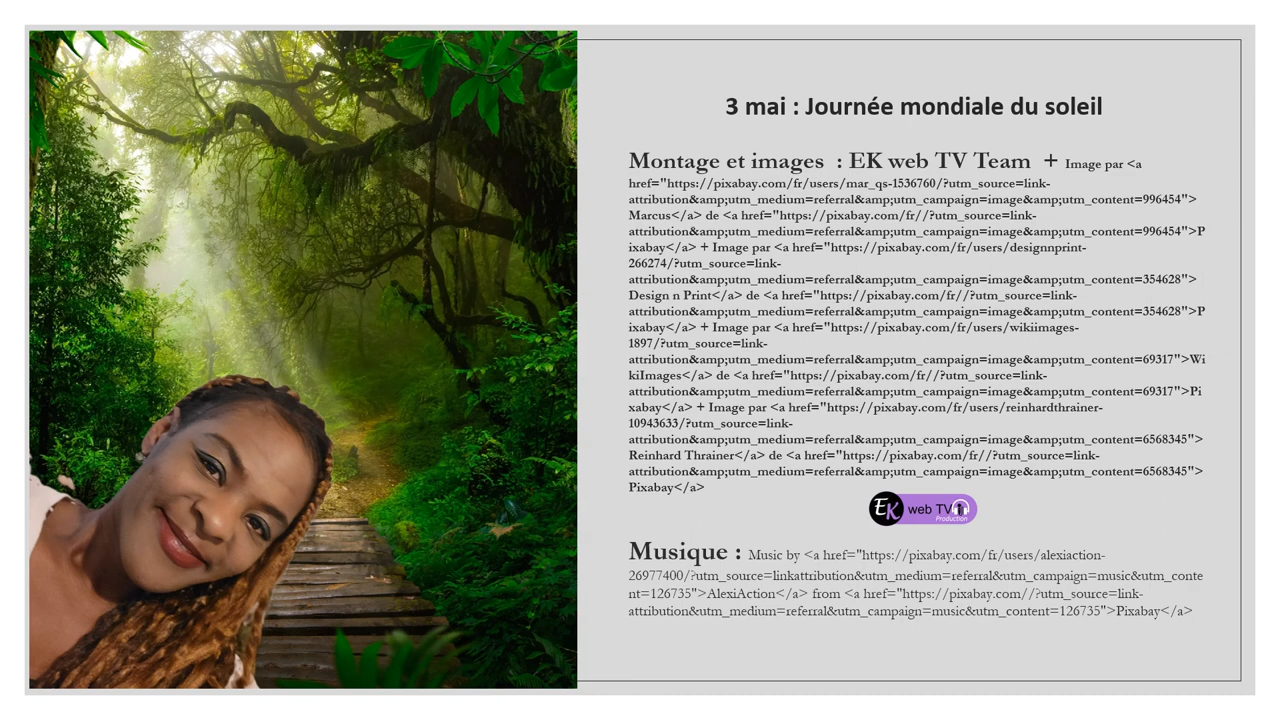 3 mai : Journée mondiale du soleil
Montage et images : EK web TV Team + Image par <a
href="https://pixabay.com/fr/users/mar_qs-1536760/?utm_source=link-
attribution&amp;utm_medium=referral&amp;utm_campaign=image&amp;utm_content=996454">
Marcus</a> de <a href="https://pixabay.com/fr//?utm_source=link-
attribution&amp;utm_medium=referral&amp;utm_campaign=image&amp;utm_content=996454">P
ixabay</a> + Image par <a href="https://pixabay.com/fr/users/designnprint-
266274/?utm_source=link-
attribution&amp;utm_medium=referral&amp;utm_campaign=image&amp;utm_content=354628">
Design n Print</a> de <a href="https://pixabay.com/fr//?utm_source=link-
attribution&amp;utm_medium=referral&amp;utm_campaign=image&amp;utm_content=354628">P
ixabay</a> + Image par <a href="https://pixabay.com/fr/users/wikiimages-
1897/?utm_source=link-
attribution&amp;utm_medium=referral&amp;utm_campaign=image&amp;utm_content=69317">Wi
kiImages</a> de <a href="https://pixabay.com/fr//?utm_source=link-
attribution&amp;utm_medium=referral&amp;utm_campaign=image&amp;utm_content=69317">Pi
xabay</a> + Image par <a href="https://pixabay.com/fr/users/reinhardthrainer-
10943633/?utm_source=link-
attribution&amp;utm_medium=referral&amp;utm_campaign=image&amp;utm_content=6568345">
Reinhard Thrainer</a> de <a href="https://pixabay.com/fr//?utm_source=link-
attribution&amp;utm_medium=referral&amp;utm_campaign=image&amp;utm_content=6568345">
Pixabay</a>
EK web TV
Production
Musique : Music by <a href="https://pixabay.com/fr/users/alexiaction-
26977400/?utm_source=linkattribution&utm_medium=referral&utm_campaign=music&utm_conte
nt=126735">AlexiAction</a> from <a href="https://pixabay.com//?utm_source=link-
attribution&utm_medium=referral&utm_campaign=music&utm_content=126735">Pixabay</a>